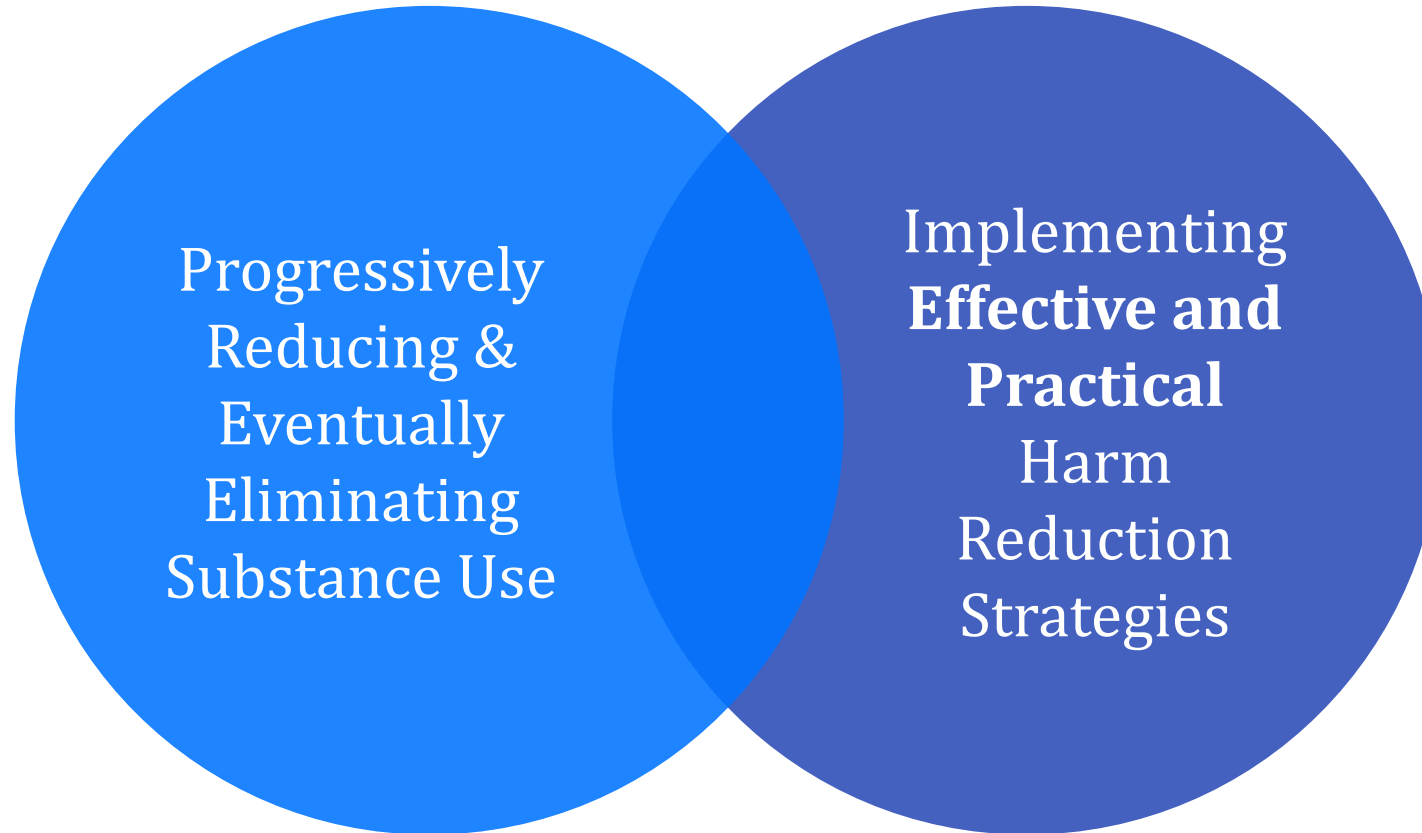 Progressively
Reducing &
Eventually
Eliminating
Substance Use
Implementing
Effective and
Practical
Harm
Reduction
Strategies